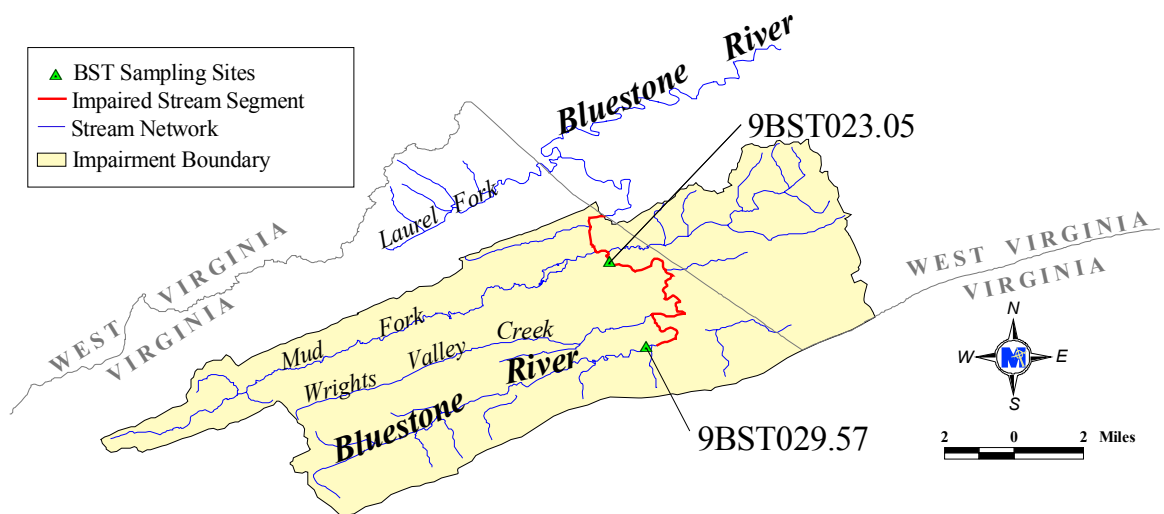 BST Sampling Sites
Impaired Stream Segment
Stream Network
Impairment Boundary
Bluestone River
9BST023.05
Laurel Fork
WEST VIRGINIA
VIRGINIA
WEST VIRGINIA
VIRGINIA
Mud Fork
Wrights Valley Creek
Bluestone River
9BST029.57
N
W M E
S
2 0 2 Miles